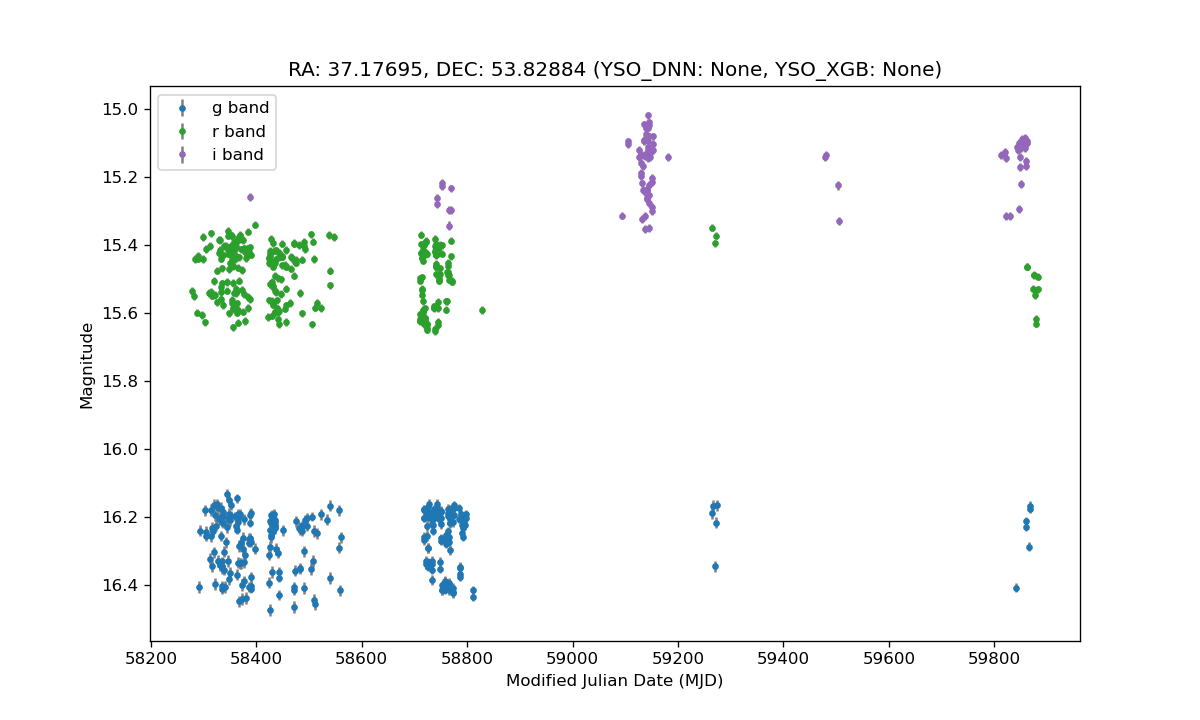 RA: 37.17695, DEC: 53.82884 (YSO_DNN: None, YSO_XGB: None)
g band
r band
i band
15.0
15.2
15.4
15.6
15.8
16.0
16.2
16.4
Magnitude
58200 58400 58600 58800 59000 59200 59400 59600 59800
Modified Julian Date (MJD)